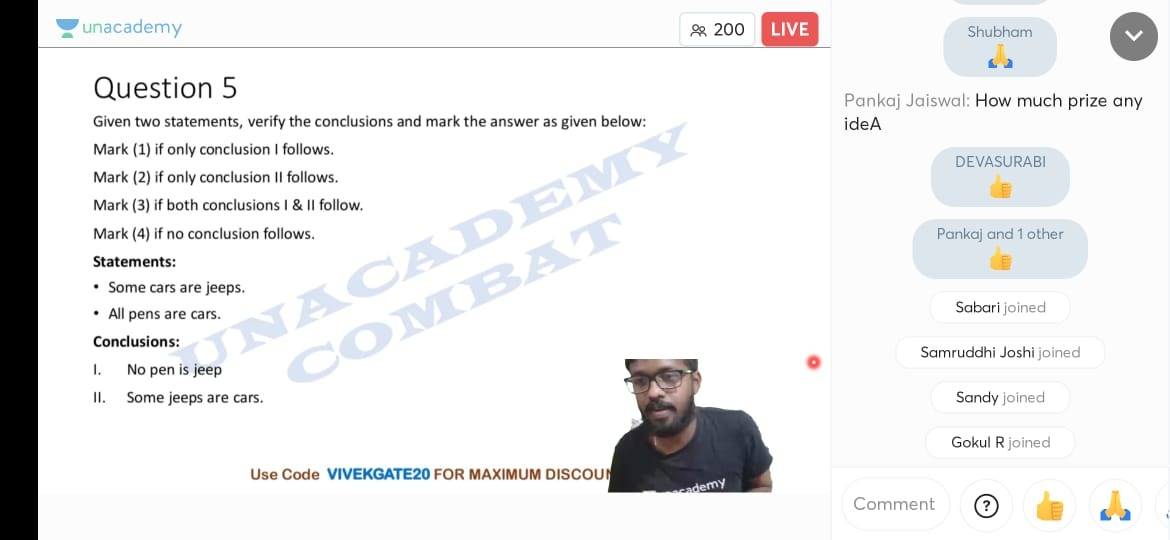 unacademy
200
LIVE
Question 5
Given two statements, verify the conclusions and mark the answer as given below:
Mark (1) if only conclusion I follows.
Mark (2) if only conclusion II follows.
Mark (3) if both conclusions I & II follow.
Mark (4) if no conclusion follows.
Statements:
• Some cars are jeeps.
• All pens are cars.
Conclusions:
I. No pen is jeep
II. Some jeeps are cars.
UNACADEMY
COMBAT
Use Code VIVEKGATE20 FOR MAXIMUM
Shubham
Pankaj Jaiswal: How much prize any
ideA
DEVASURABI
Pankaj and 1 other
Sabari joined
Samruddhi Joshi joined
Sandy joined
Gokul R joined
Comment